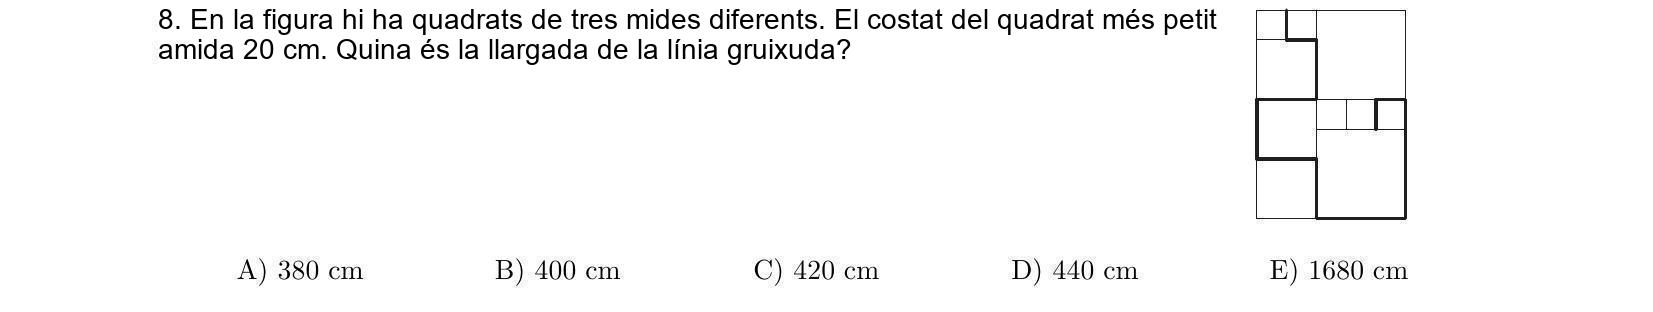 8. En la figura hi ha quadrats de tres mides diferents. El costat del quadrat més petit
amida 20 cm. Quina és la llargada de la línia gruixuda?
A) 380 cm B) 400 cm C) 420 cm D) 440 cm E) 1680 cm